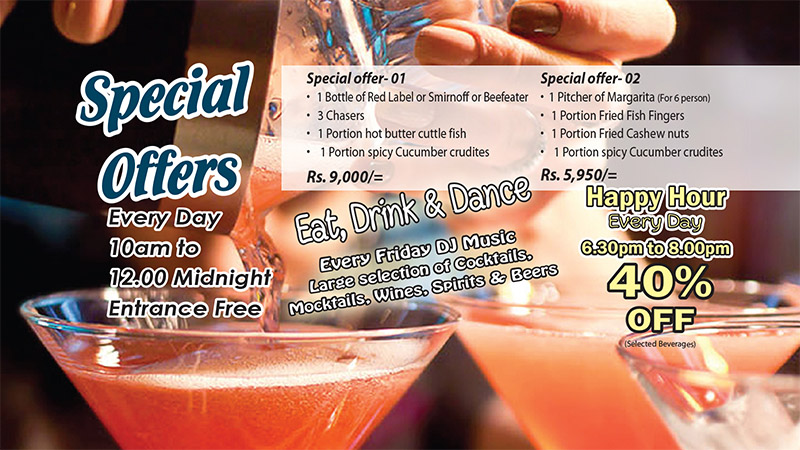 Special
Offers
Every Day
10am to
12.00 Midnight
Entrance Free
Special offer- 01
• 1 Bottle of Red Label or Smirnoff or Beefeater
• 3 Chasers
• 1 Portion hot butter cuttle fish
• 1 Portion spicy Cucumber crudites
Rs. 9,000/=
Special offer- 02
• 1 Pitcher of Margarita (For 6 person)
• 1 Portion Fried Fish Fingers
• 1 Portion Fried Cashew nuts
• 1 Portion spicy Cucumber crudites
Rs. 5,950/=
Eat, Drink & Dance
Every Friday DJ Music
Large selection of Cocktails,
Mocktails, Wines, Spirits & Beers
Happy Hour
Every Day
6.30pm to 8.00pm
40%
OFF
(Selected Beverages)